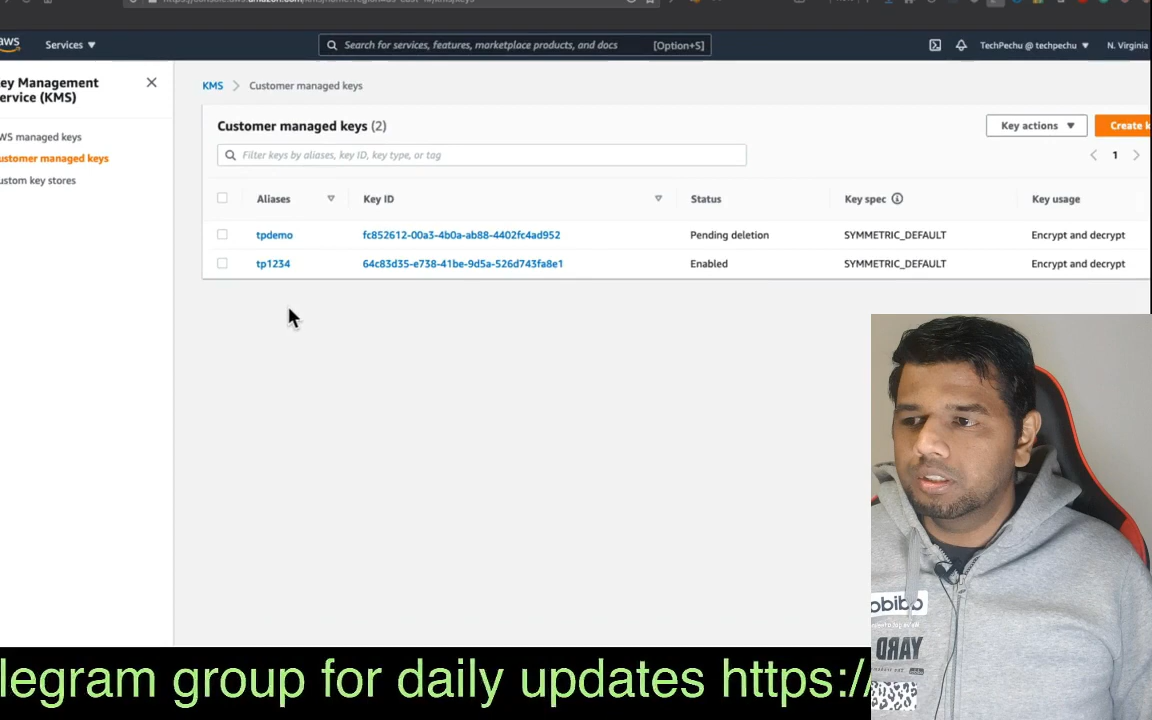 aws Services ▼ Search for services, features, marketplace products, and docs [Option+S] TechPechu @ techpechu ▼ N. Virginia
ey Management
ervice (KMS)
WS managed keys
ustomer managed keys
ustom key stores
KMS > Customer managed keys
Customer managed keys (2) Key actions ▼ Create k
Filter keys by aliases, key ID, key type, or tag
< 1 >
Aliases Key ID Status Key spec Key usage
tpdemo fc852612-00a3-4b0a-ab88-4402fc4ad952 Pending deletion SYMMETRIC_DEFAULT Encrypt and decrypt
tp1234 64c83d35-e738-41be-9d5a-526d743fa8e1 Enabled SYMMETRIC_DEFAULT Encrypt and decrypt
obibo
YARD
legram group for daily updates https:/